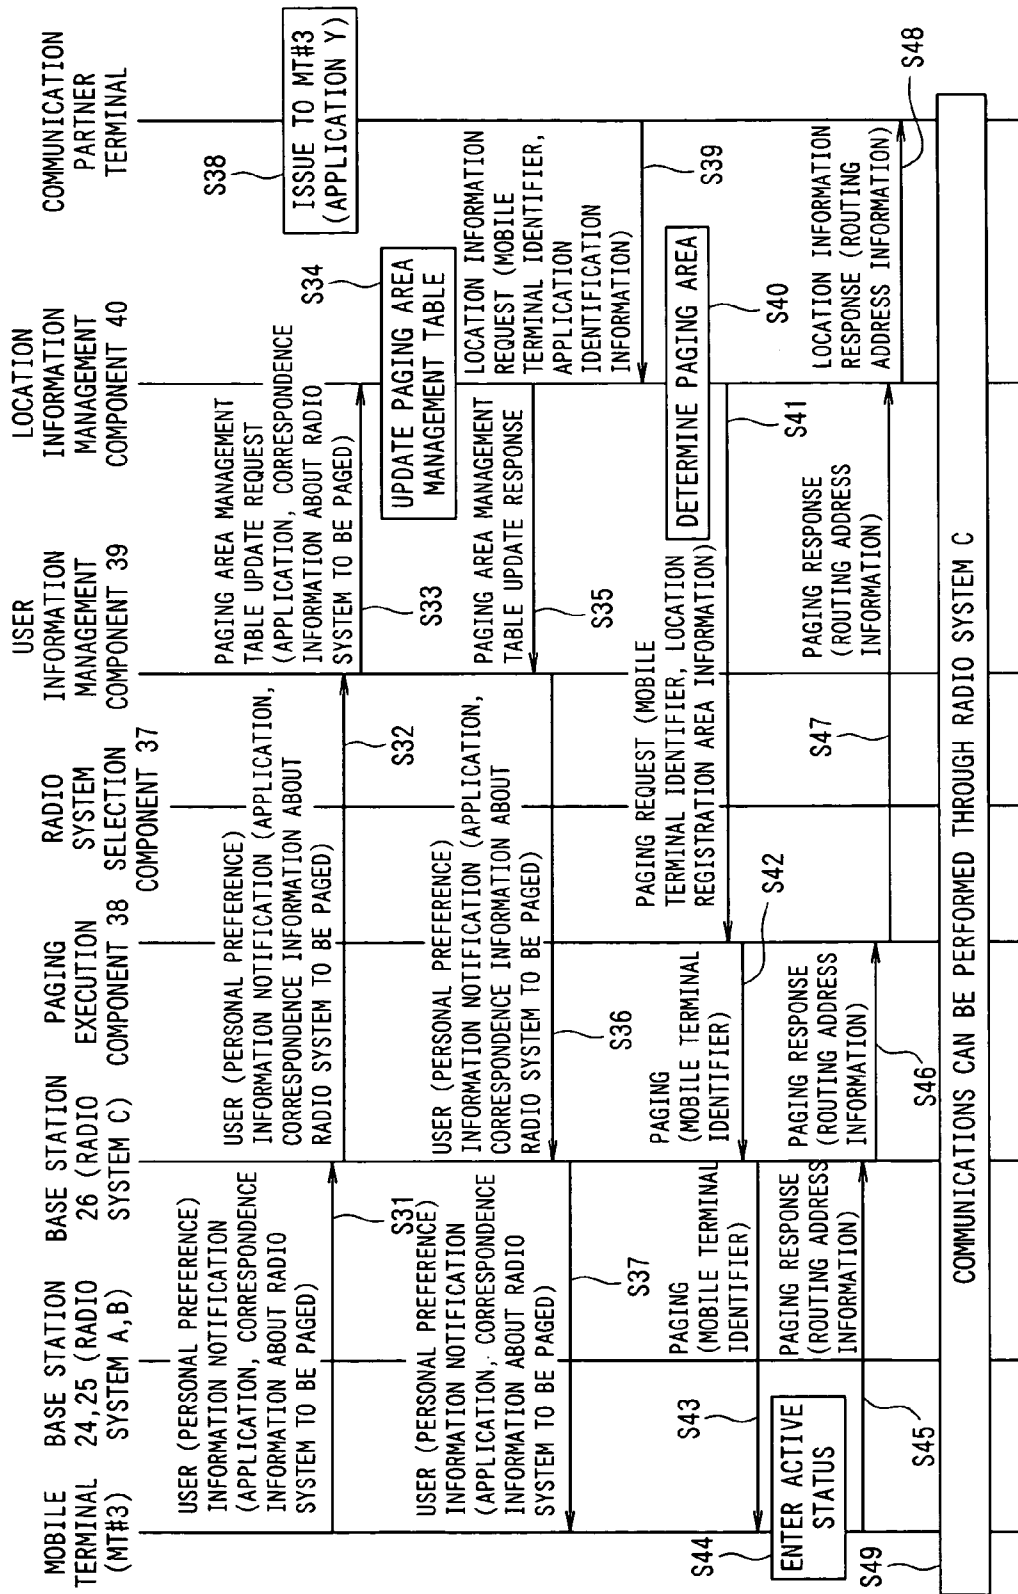 MOBILE
TERMINAL
(MT#3)
BASE STATION
24,25 (RADIO
SYSTEM A,B)
BASE STATION
26 (RADIO
SYSTEM C)
PAGING
EXECUTION
COMPONENT 38
RADIO
SYSTEM
SELECTION
COMPONENT 37
USER
INFORMATION
MANAGEMENT
COMPONENT 39
LOCATION
INFORMATION
MANAGEMENT
COMPONENT 40
COMMUNICATION
PARTNER
TERMINAL
USER (PERSONAL PREFERENCE)
INFORMATION NOTIFICATION
(APPLICATION, CORRESPONDENCE
INFORMATION ABOUT RADIO
SYSTEM TO BE PAGED)
S31
USER (PERSONAL PREFERENCE)
INFORMATION NOTIFICATION (APPLICATION,
CORRESPONDENCE INFORMATION ABOUT
RADIO SYSTEM TO BE PAGED)
S32
PAGING AREA MANAGEMENT
TABLE UPDATE REQUEST
(APPLICATION, CORRESPONDENCE
INFORMATION ABOUT RADIO
SYSTEM TO BE PAGED)
S33
S34
UPDATE PAGING AREA
MANAGEMENT TABLE
PAGING AREA MANAGEMENT
TABLE UPDATE RESPONSE
S35
USER (PERSONAL PREFERENCE)
INFORMATION NOTIFICATION (APPLICATION,
CORRESPONDENCE INFORMATION ABOUT
RADIO SYSTEM TO BE PAGED)
S36
USER (PERSONAL PREFERENCE)
INFORMATION NOTIFICATION
(APPLICATION, CORRESPONDENCE
INFORMATION ABOUT RADIO
SYSTEM TO BE PAGED)
S37
S38
ISSUE TO MT#3
(APPLICATION Y)
LOCATION INFORMATION
REQUEST (MOBILE
TERMINAL IDENTIFIER,
APPLICATION
IDENTIFICATION
INFORMATION)
S39
DETERMINE PAGING AREA
S40
PAGING REQUEST (MOBILE
TERMINAL IDENTIFIER, LOCATION
REGISTRATION AREA INFORMATION)
S41
PAGING
(MOBILE TERMINAL
IDENTIFIER)
S42
PAGING
(MOBILE TERMINAL
IDENTIFIER)
S43
S44
ENTER ACTIVE
STATUS
PAGING RESPONSE
(ROUTING ADDRESS
INFORMATION)
S45
PAGING RESPONSE
(ROUTING ADDRESS
INFORMATION)
S46
PAGING RESPONSE
(ROUTING ADDRESS
INFORMATION)
S47
LOCATION INFORMATION
RESPONSE (ROUTING
ADDRESS INFORMATION)
S48
S49
COMMUNICATIONS CAN BE PERFORMED THROUGH RADIO SYSTEM C